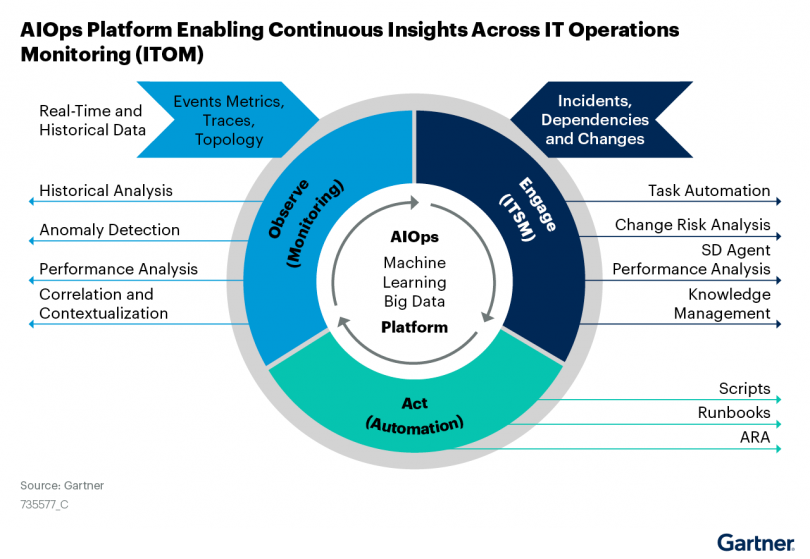 AIOps Platform Enabling Continuous Insights Across IT Operations
Monitoring (ITOM)
Real-Time and
Historical Data
Events Metrics,
Traces,
Topology
Incidents,
Dependencies
and Changes
Historical Analysis
Anomaly Detection
Performance Analysis
Correlation and
Contextualization
Observe
(Monitoring)
Engage
(ITSM)
AIOps
Machine
Learning
Big Data
Platform
Act
(Automation)
Task Automation
Change Risk Analysis
SD Agent
Performance Analysis
Knowledge
Management
Scripts
Runbooks
ARA
Source: Gartner
735577_C
Gartner